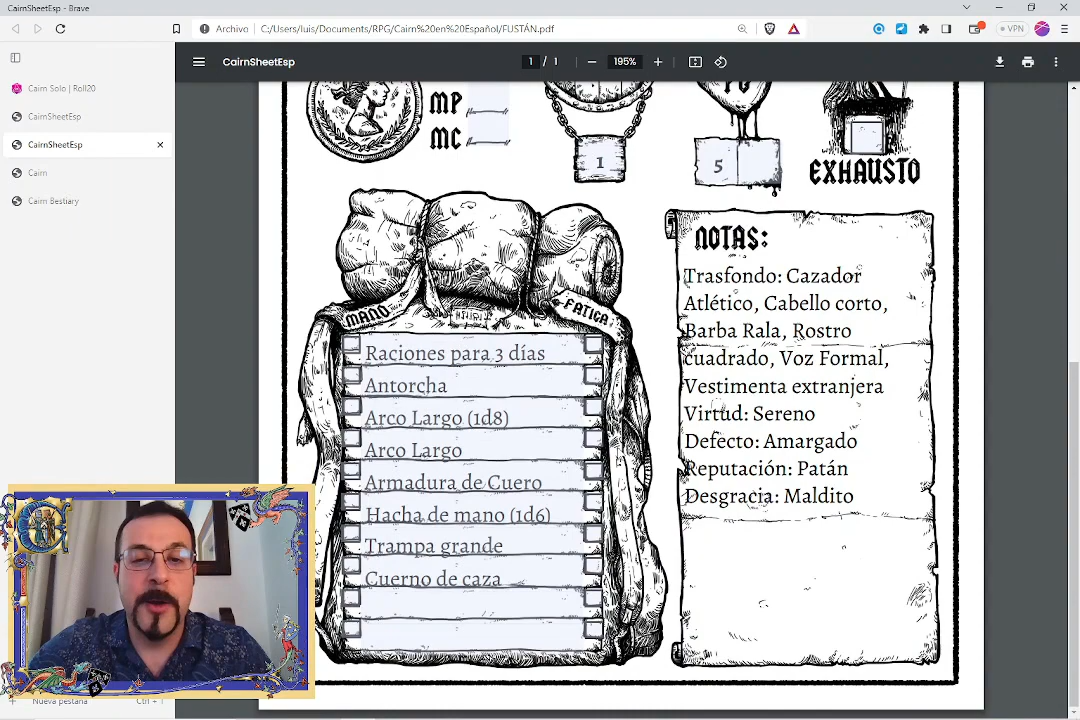 CairnSheetEsp - Brave
Archivo
C:/Users/luis/Documents/RPG/Cairn%20en%20Español/FUSTÁN.pdf
VPN
CairnSheetEsp
1 / 1
195%
Cairn Solo | Roll20
CairnSheetEsp
CairnSheetEsp
Cairn
Cairn Bestiary
MP
MC
1
5
EXHAUSTO
MANO
FATIGA
Raciones para 3 días
Antorcha
Arco Largo (1d8)
Arco Largo
Armadura de Cuero
Hacha de mano (1d6)
Trampa grande
Cuerno de caza
NOTAS:
Trasfondo: Cazador
Atlético, Cabello corto,
Barba Rala, Rostro
cuadrado, Voz Formal,
Vestimenta extranjera
Virtud: Sereno
Defecto: Amargado
Reputación: Patán
Desgracia: Maldito
Nueva pestaña